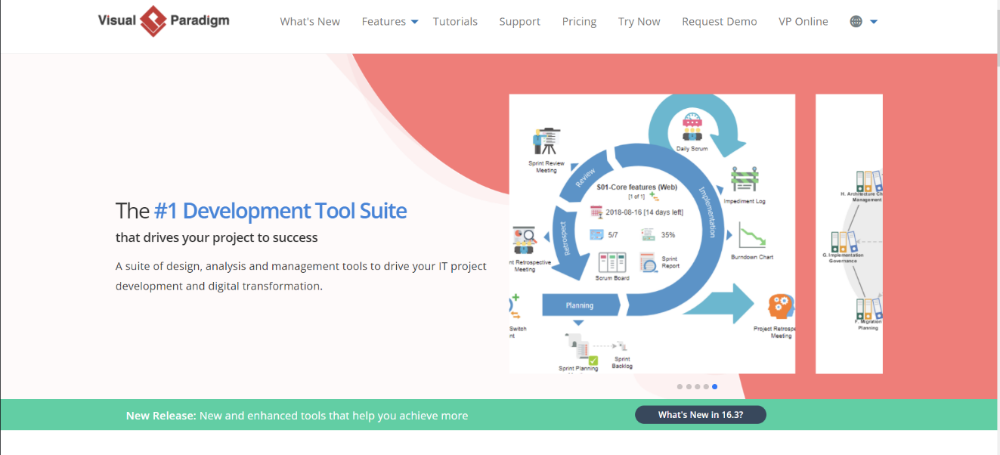 Visual Paradigm
What's New
Features
Tutorials
Support
Pricing
Try Now
Request Demo
VP Online
The #1 Development Tool Suite
that drives your project to success
A suite of design, analysis and management tools to drive your IT project
development and digital transformation.
Daily Scrum
Sprint Review
Meeting
Review
Implementation
Retrospect
S01-Core features (Web)
[1 of 1]
2018-08-16 [14 days left]
5/7
35%
Scrum Board
Sprint
Report
Impediment Log
Burndown Chart
nt Retrospective
Meeting
Planning
Switch
nt
Sprint Planning
Sprint
Backlog
Project Retrospe
Meeting
H. Architecture Ch
Management
G. Implementation
Governance
F. Migration
Planning
New Release: New and enhanced tools that help you achieve more
What's New in 16.3?